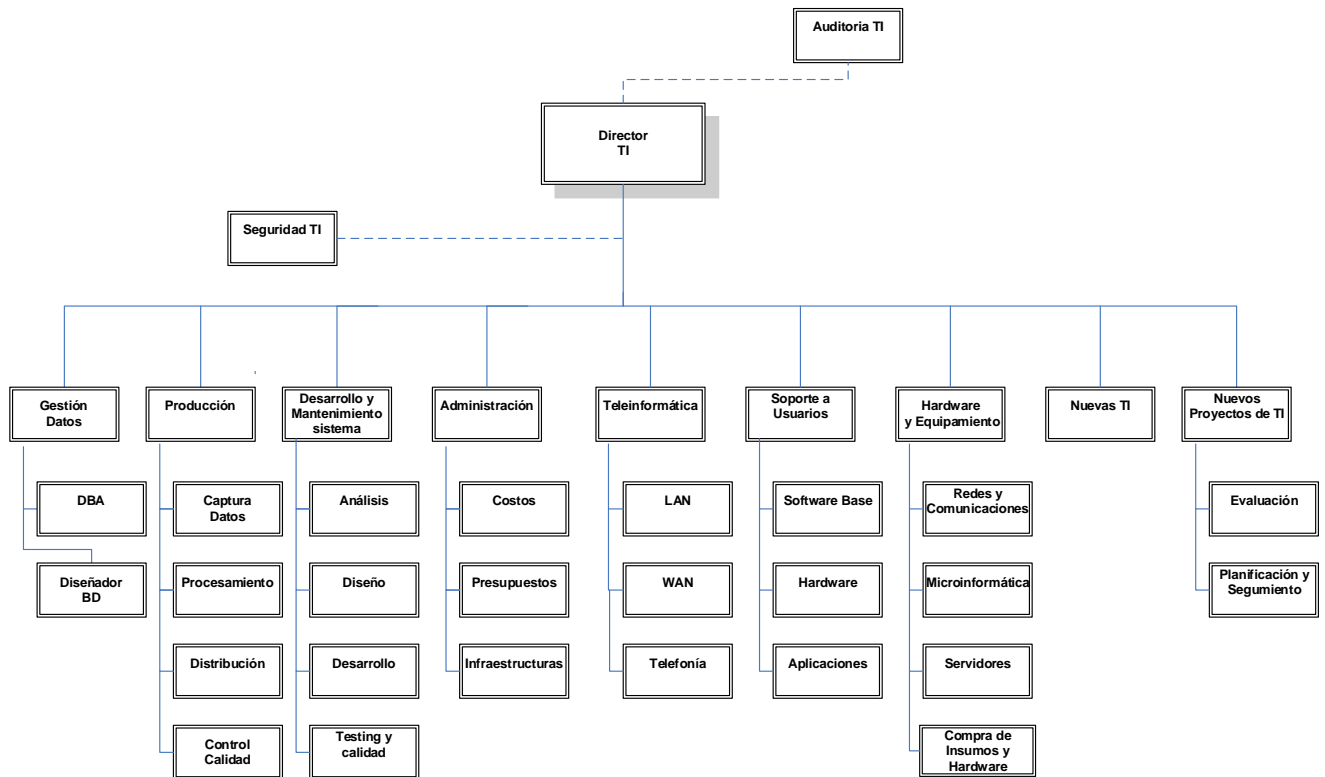 Auditoria TI
Director
TI
Seguridad TI
Gestión
Datos
Producción
Desarrollo y
Mantenimiento
sistema
Administración
Teleinformática
Soporte a
Usuarios
Hardware
y Equipamiento
Nuevas TI
Nuevos
Proyectos de TI
DBA
Captura
Datos
Análisis
Costos
LAN
Software Base
Redes y
Comunicaciones
Evaluación
Diseñador
BD
Procesamiento
Diseño
Presupuestos
WAN
Hardware
Microinformática
Planificación y
Segumiento
Distribución
Desarrollo
Infraestructuras
Telefonía
Aplicaciones
Servidores
Control
Calidad
Testing y
calidad
Compra de
Insumos y
Hardware